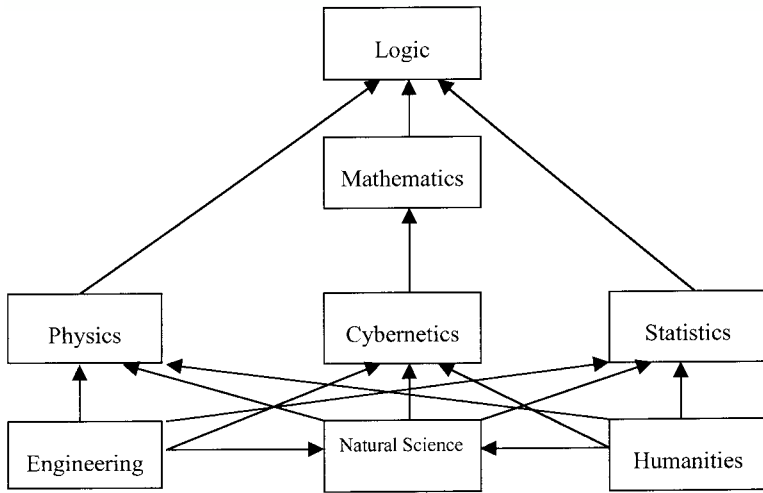 Logic
Mathematics
Physics
Cybernetics
Statistics
Engineering
Natural Science
Humanities